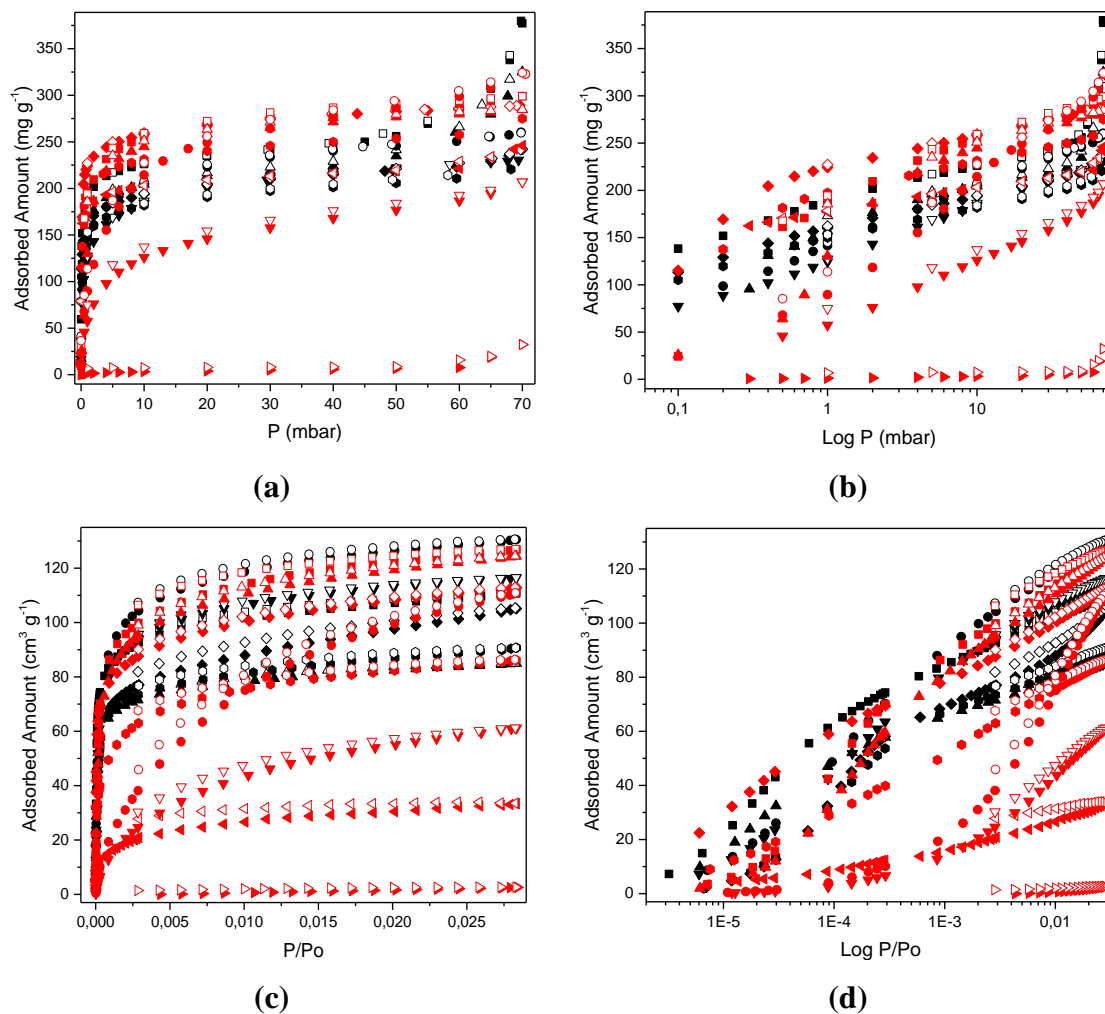 350
300
250
200
150
100
50
0
Adsorbed Amount (mg g-1)
0 10 20 30 40 50 60 70
P (mbar)
(a)
350
300
250
200
150
100
50
0
Adsorbed Amount (mg g-1)
0,1 1 10
Log P (mbar)
(b)
120
100
80
60
40
20
0
Adsorbed Amount (cm3 g-1)
0,000 0,005 0,010 0,015 0,020 0,025
P/Po
(c)
120
100
80
60
40
20
0
Adsorbed Amount (cm3 g-1)
1E-5 1E-4 1E-3 0,01
Log P/Po
(d)